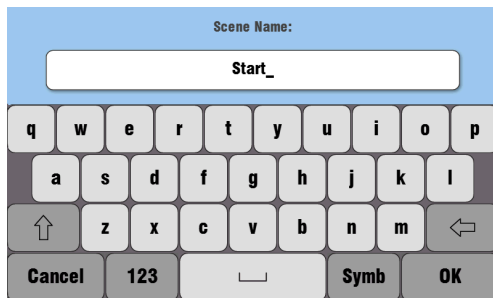 Scene Name:
Start_
q w e r t y u i o p
a s d f g h j k l
z x c v b n m
Cancel 123 Symb OK